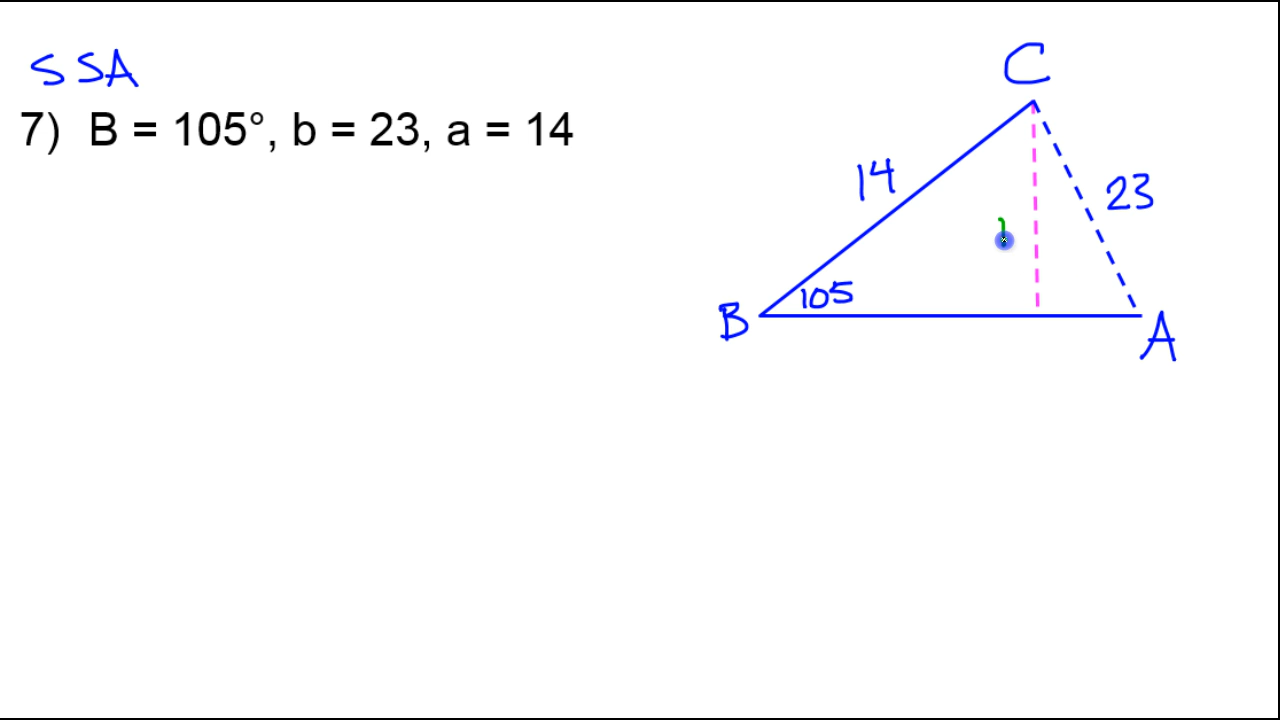 SSA
7) B = 105°, b = 23, a = 14
C
14
23
105
B
A